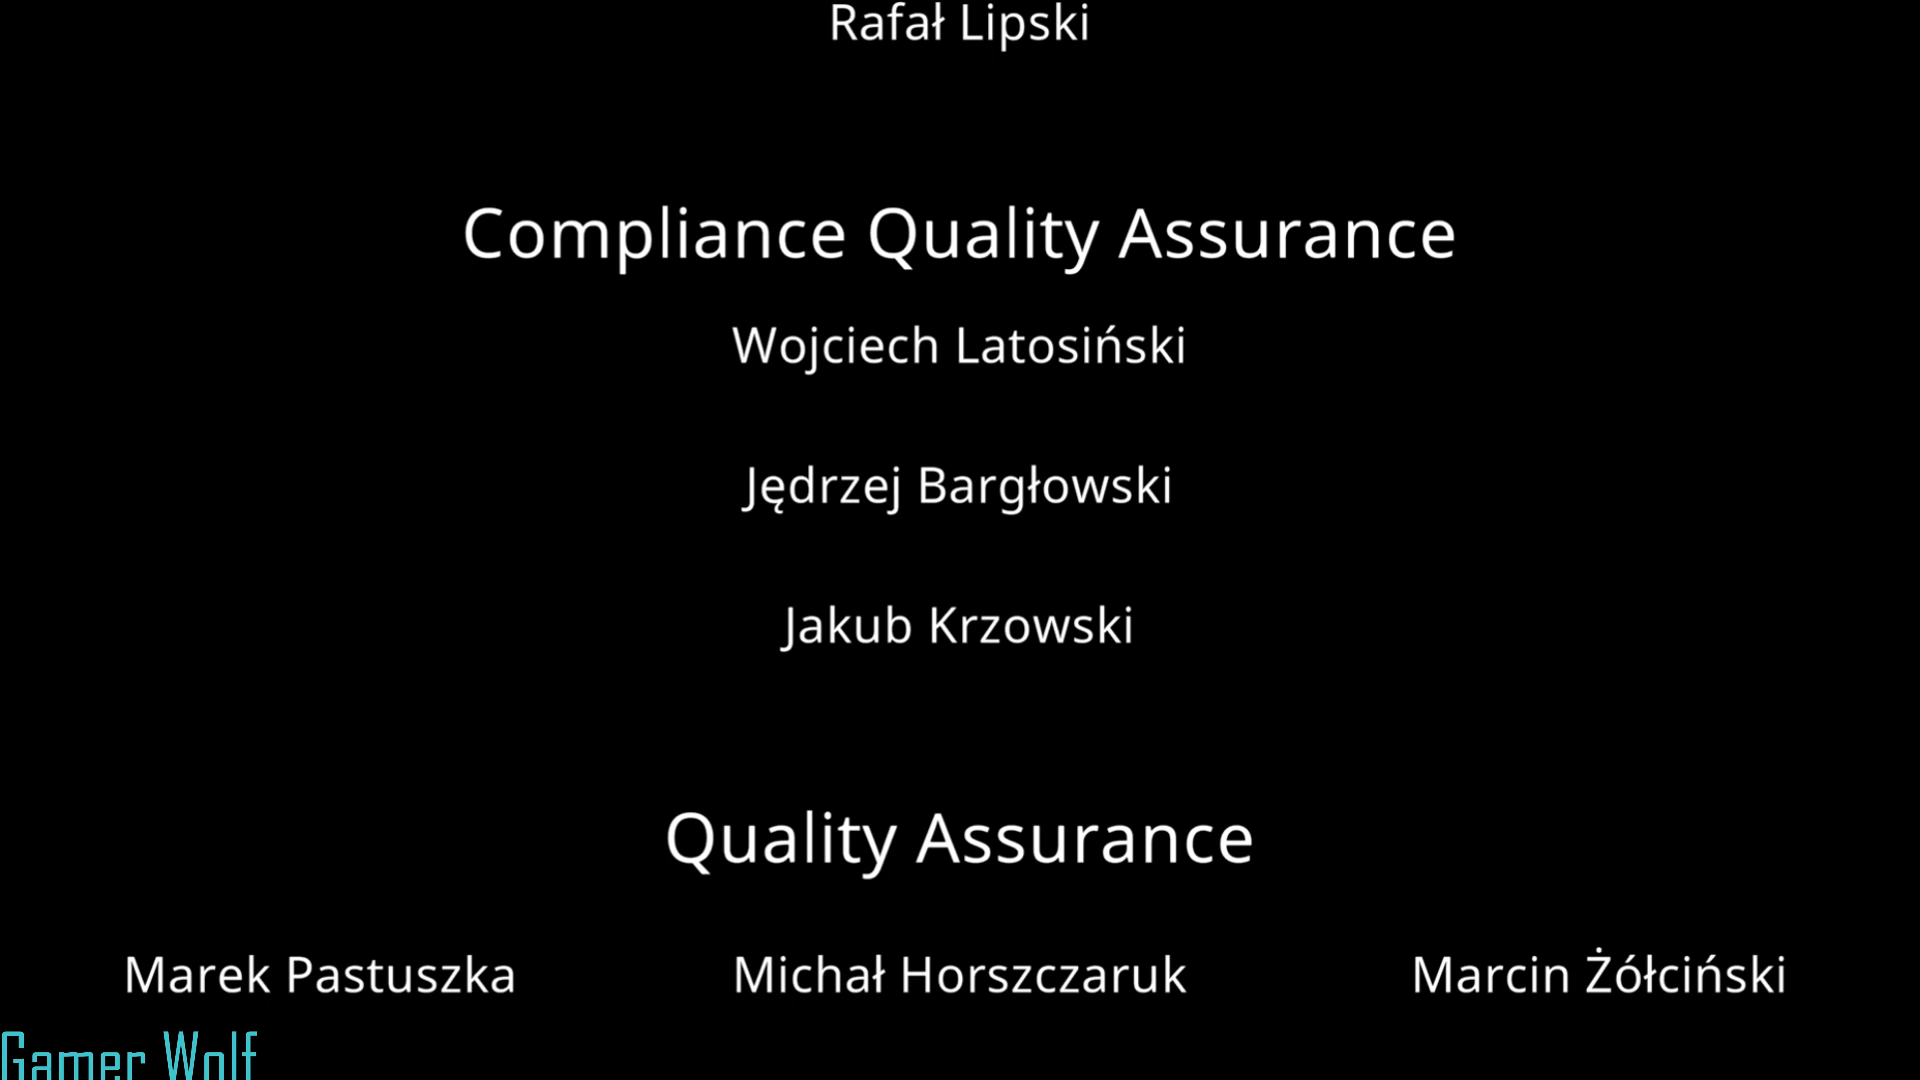 Rafał Lipski
Compliance Quality Assurance
Wojciech Latosiński
Jędrzej Bargłowski
Jakub Krzowski
Quality Assurance
Marek Pastuszka Michał Horszczaruk Marcin Żółciński
Gamer Wolf